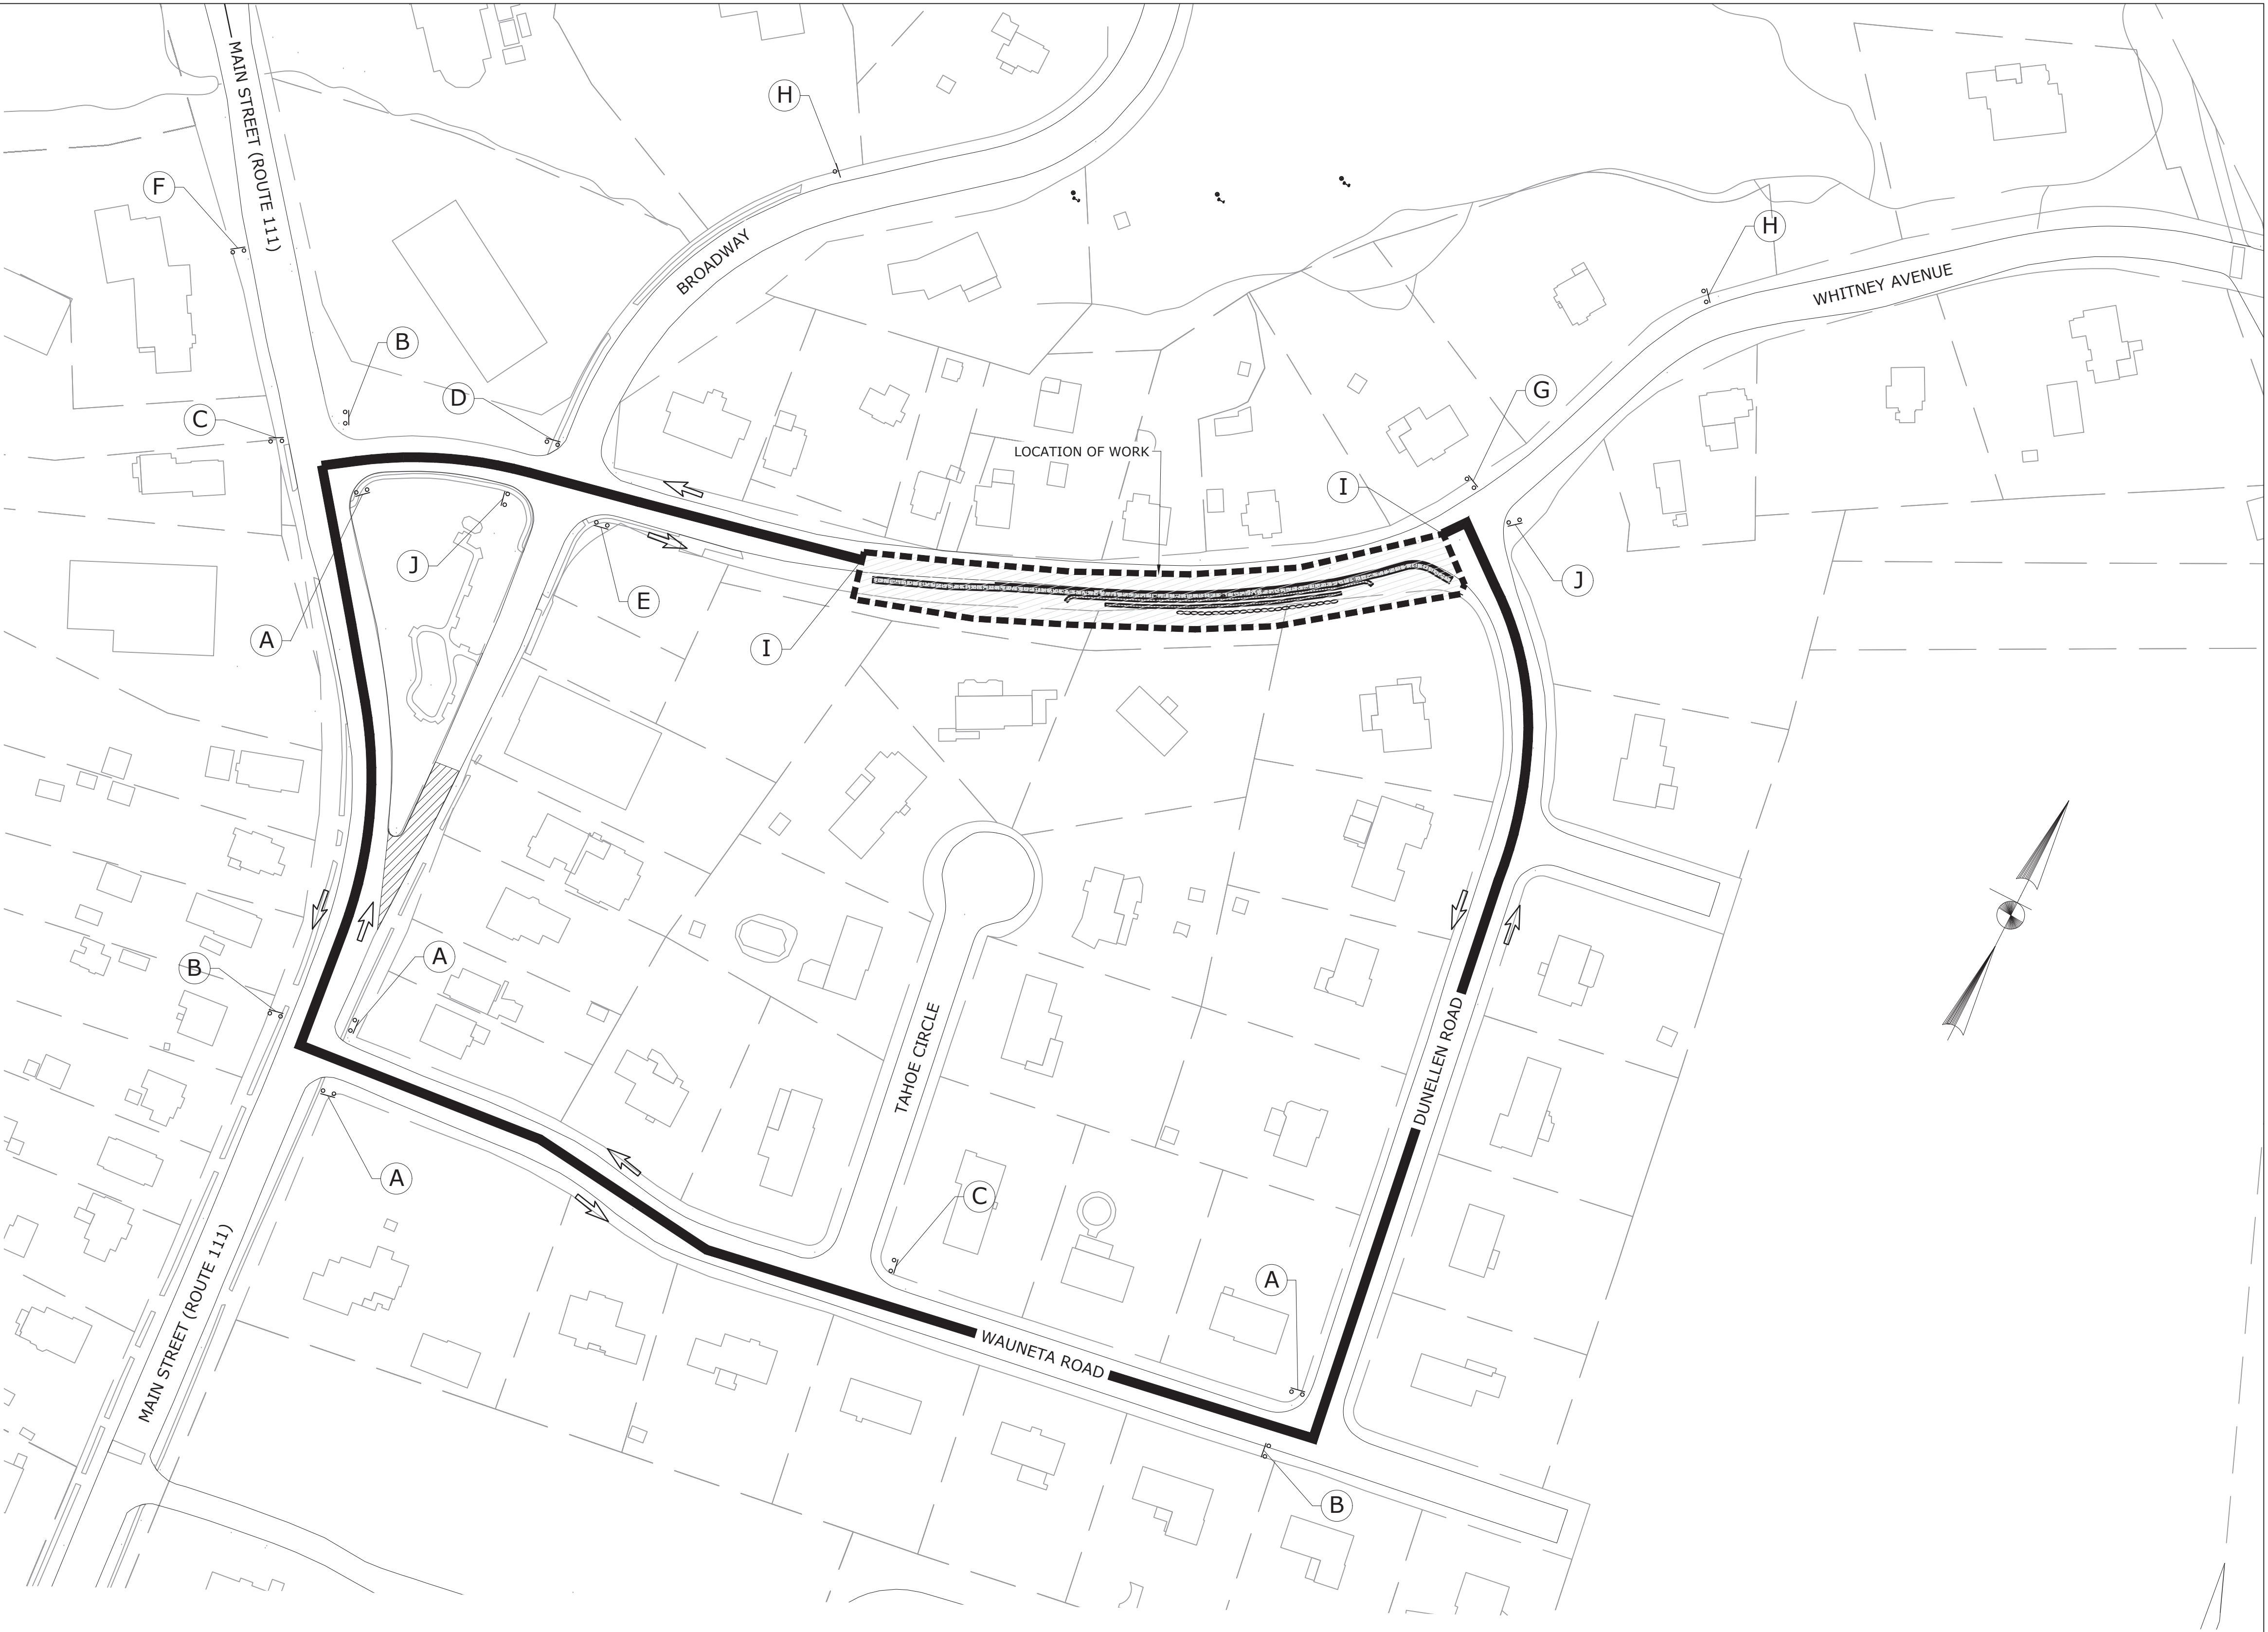 MAIN STREET (ROUTE 111)
H
F
BROADWAY
H
WHITNEY AVENUE
B
D
G
C
LOCATION OF WORK
I
J
J
E
A
I
A
B
TAHOE CIRCLE
DUNELLEN ROAD
A
C
A
MAIN STREET (ROUTE 111)
WAUNETA ROAD
B